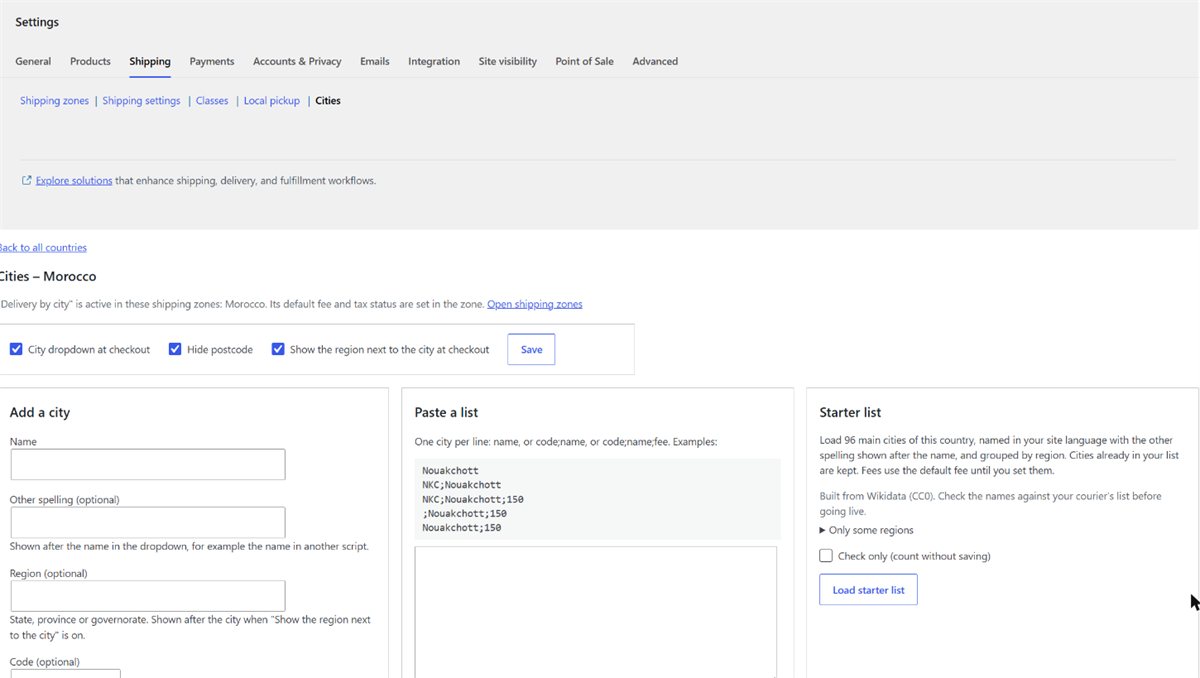 Settings
General Products Shipping Payments Accounts & Privacy Emails Integration Site visibility Point of Sale Advanced
Shipping zones | Shipping settings | Classes | Local pickup | Cities
Explore solutions that enhance shipping, delivery, and fulfillment workflows.
Back to all countries
Cities – Morocco
Delivery by city" is active in these shipping zones: Morocco. Its default fee and tax status are set in the zone. Open shipping zones
City dropdown at checkout Hide postcode Show the region next to the city at checkout Save
Add a city
Name
Other spelling (optional)
Shown after the name in the dropdown, for example the name in another script.
Region (optional)
State, province or governorate. Shown after the city when "Show the region next
to the city" is on.
Code (optional)
Paste a list
One city per line: name, or code;name, or code;name;fee. Examples:
Nouakchott
NKC;Nouakchott
NKC;Nouakchott;150
;Nouakchott;150
Nouakchott;150
Starter list
Load 96 main cities of this country, named in your site language with the other
spelling shown after the name, and grouped by region. Cities already in your list
are kept. Fees use the default fee until you set them.
Built from Wikidata (CC0). Check the names against your courier's list before
going live.
Only some regions
Check only (count without saving)
Load starter list